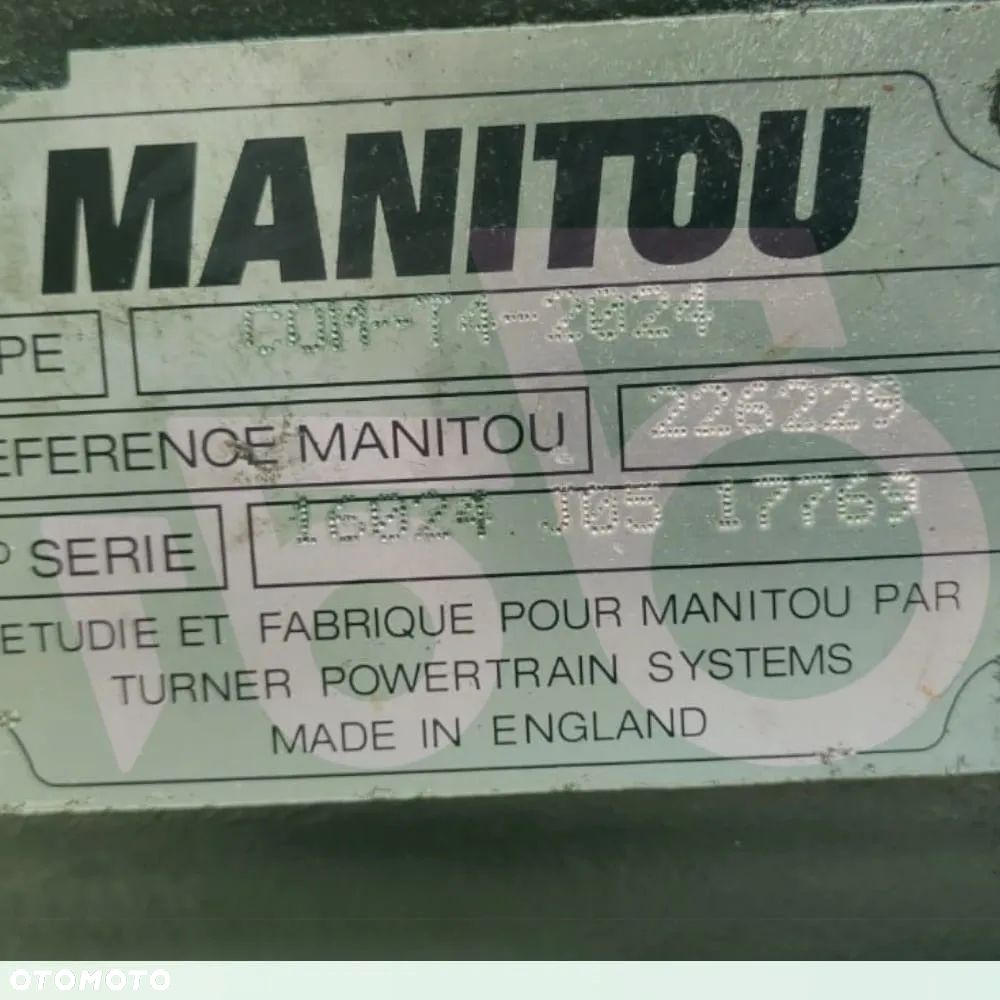 MANITOU
PE COM-T4-2024
EFERENCE MANITOU 226229
º SERIE 16024 J05 17769
ETUDIE ET FABRIQUE POUR MANITOU PAR
TURNER POWERTRAIN SYSTEMS
MADE IN ENGLAND
OTOMOTO